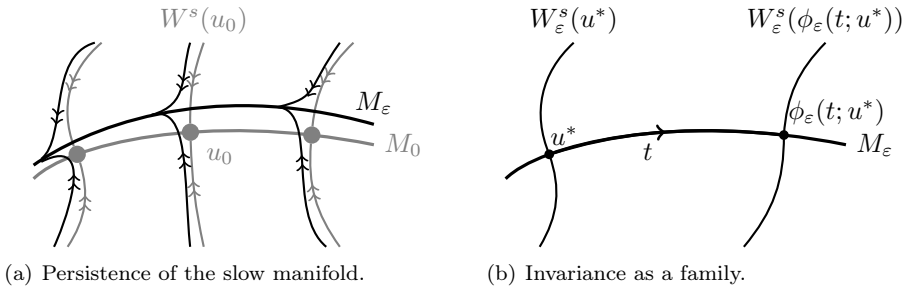 W^s(u_0)
M_ε
M_0
u_0
(a) Persistence of the slow manifold.
W^s_ε(u*)
W^s_ε(ϕ_ε(t; u*))
ϕ_ε(t; u*)
u*
t
M_ε
(b) Invariance as a family.